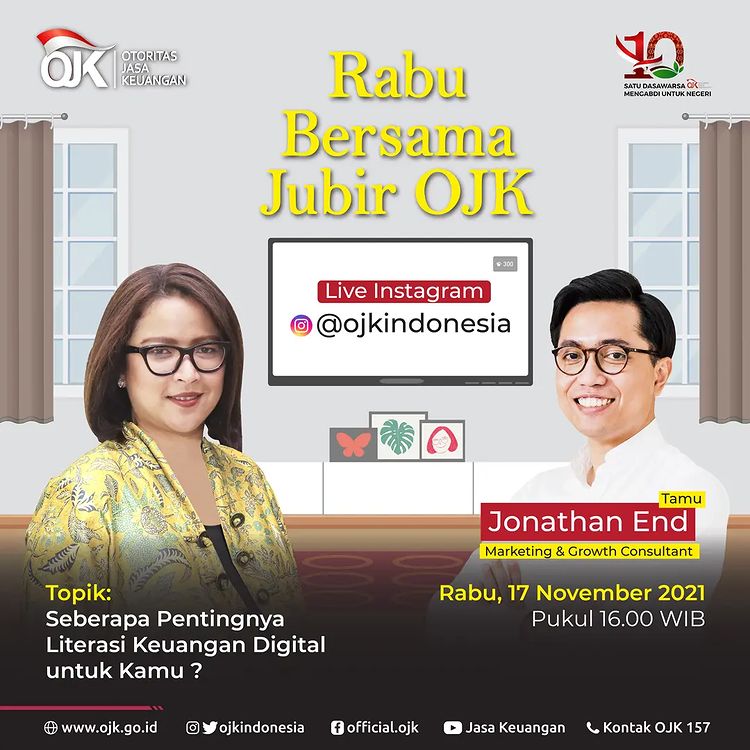 OJK
OTORITAS
JASA
KEUANGAN
10
SATU DASAWARSA OJK
MENGABDI UNTUK NEGERI
Rabu
Bersama
Jubir OJK
300
Live Instagram
@ojkindonesia
Tamu
Jonathan End
Marketing & Growth Consultant
Topik:
Seberapa Pentingnya
Literasi Keuangan Digital
untuk Kamu ?
Rabu, 17 November 2021
Pukul 16.00 WIB
www.ojk.go.id
ojkindonesia
official.ojk
Jasa Keuangan
Kontak OJK 157